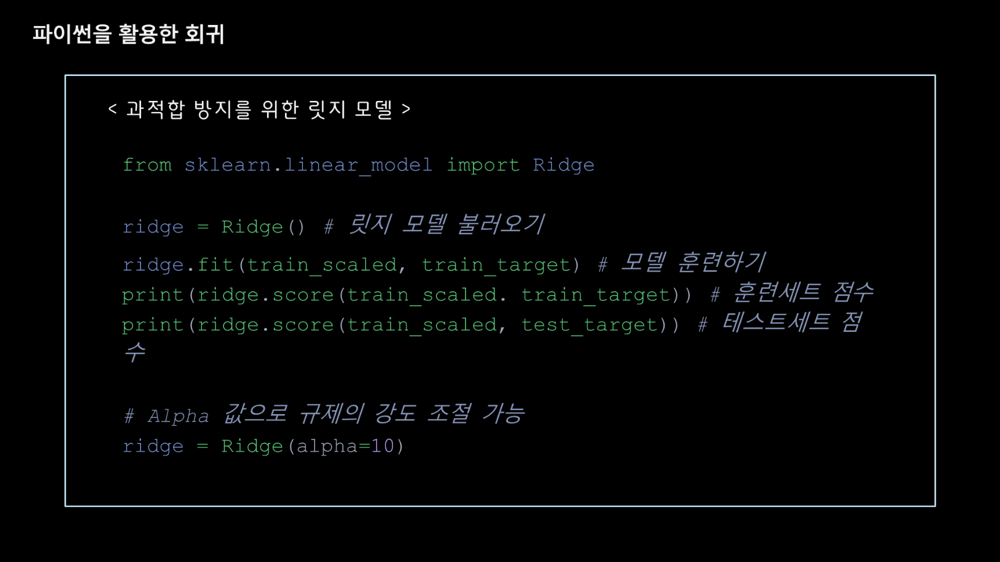 파이썬을 활용한 회귀
< 과적합 방지를 위한 릿지 모델 >
from sklearn.linear_model import Ridge
ridge = Ridge() # 릿지 모델 불러오기
ridge.fit(train_scaled, train_target) # 모델 훈련하기
print(ridge.score(train_scaled. train_target)) # 훈련세트 점수
print(ridge.score(train_scaled, test_target)) # 테스트세트 점
수
# Alpha 값으로 규제의 강도 조절 가능
ridge = Ridge(alpha=10)